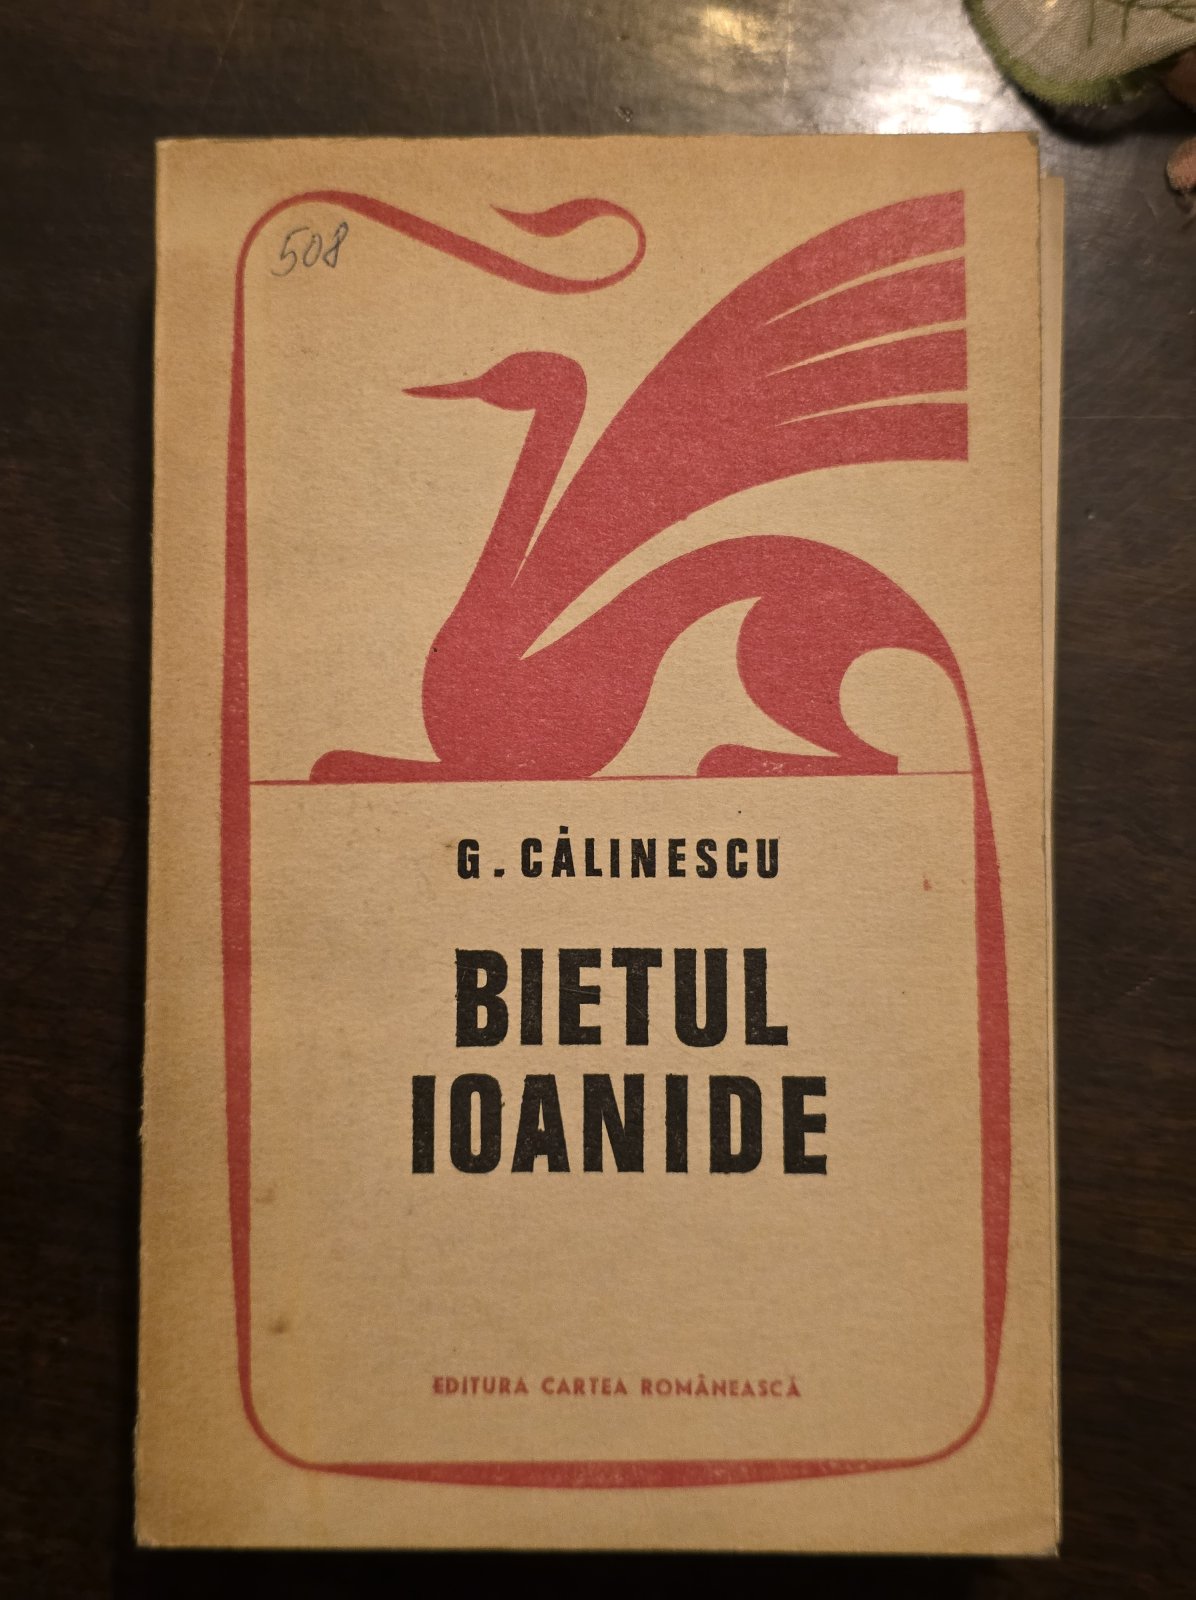 508
G. CĂLINESCU
BIETUL
IOANIDE
EDITURA CARTEA ROMÂNEASCĂ